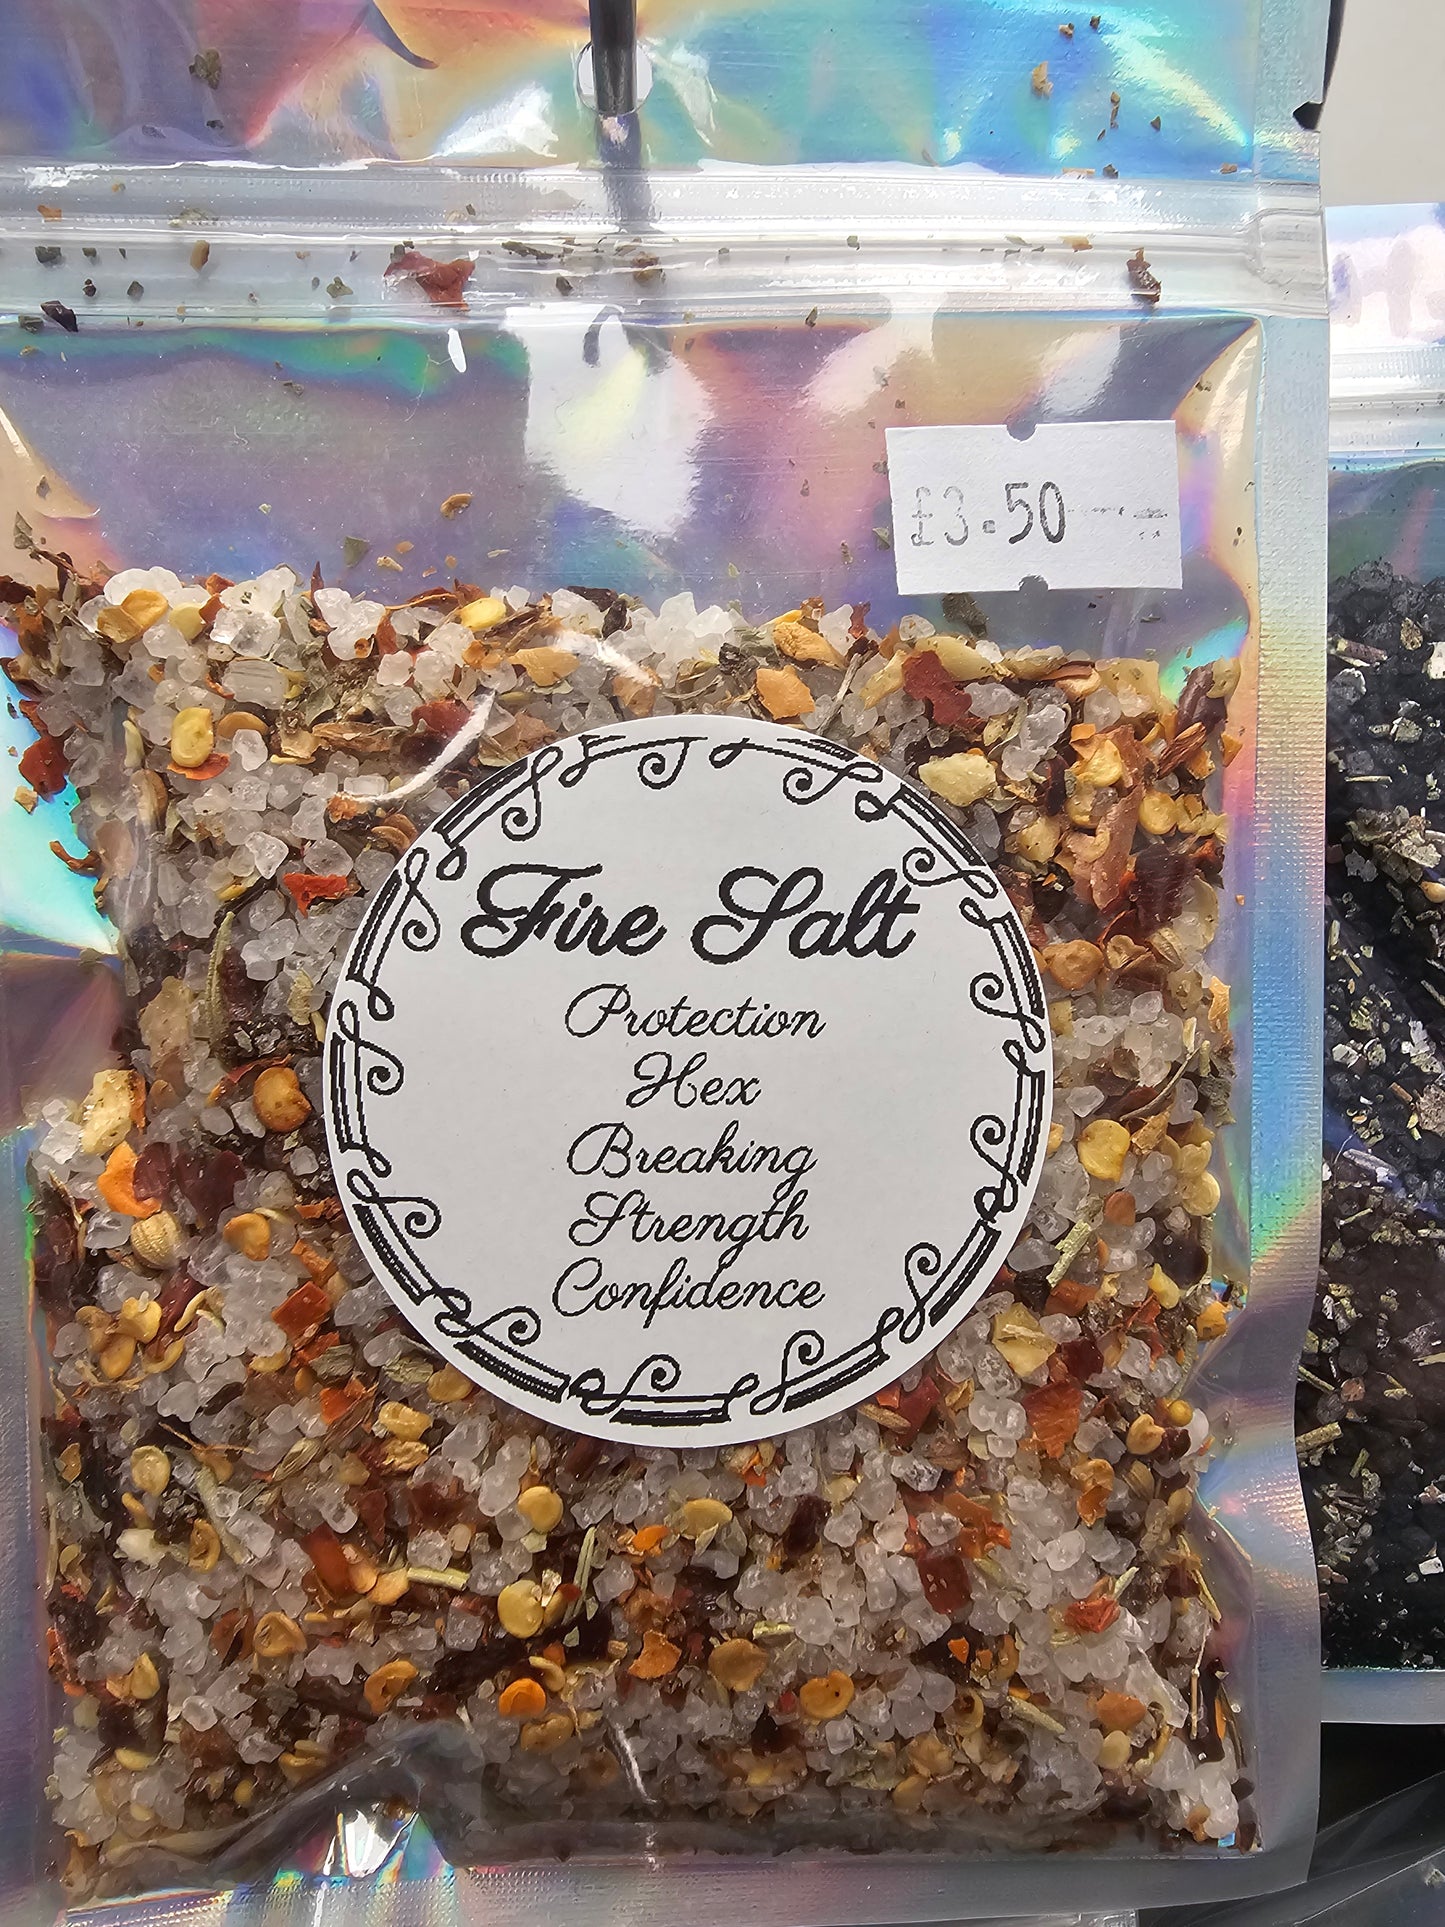 £3.50
Fire Salt
Protection
Hex
Breaking
Strength
Confidence